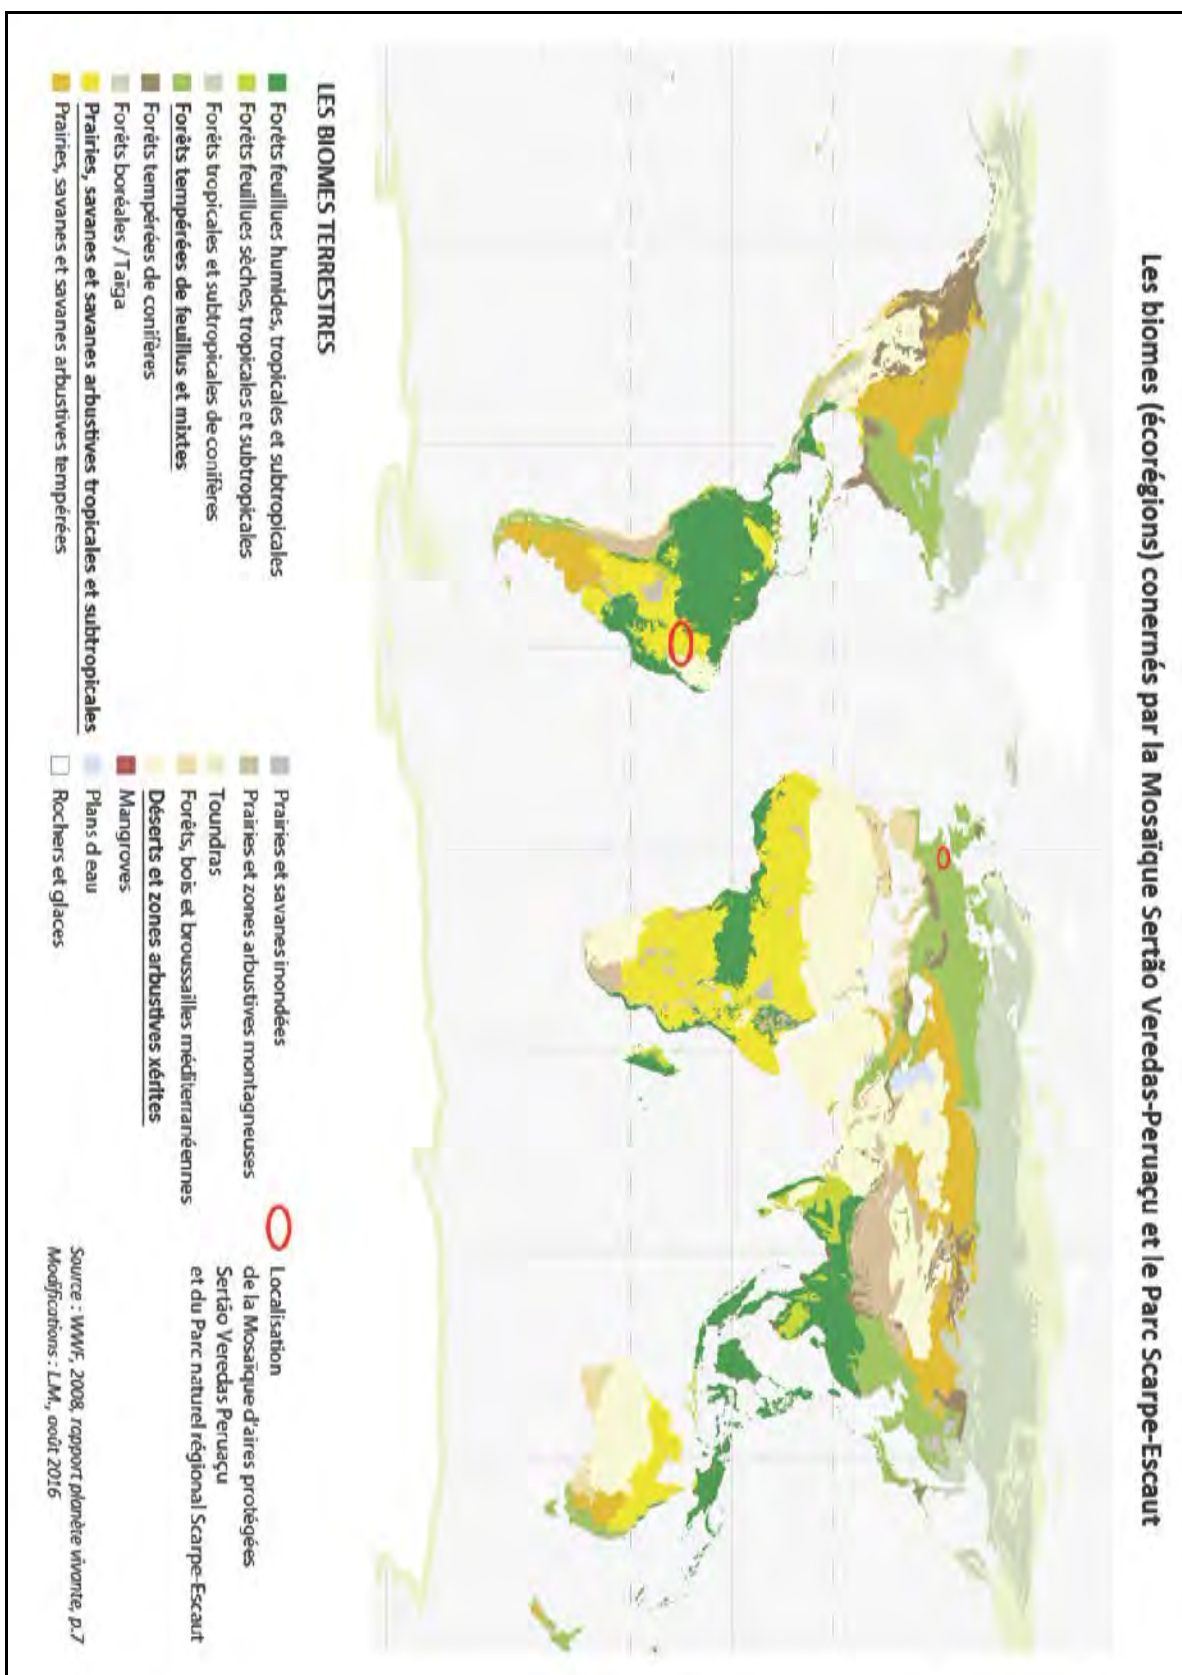 Les biomes (écorégions) conernés par la Mosaïque Sertão Veredas-Peruaçu et le Parc Scarpe-Escaut
LES BIOMES TERRESTRES
Forêts feuillues humides, tropicales et subtropicales
Forêts feuillues sèches, tropicales et subtropicales
Forêts tropicales et subtropicales de conifères
Forêts tempérées de feuillus et mixtes
Forêts tempérées de conifères
Forêts boréales / Taïga
Prairies, savanes et savanes arbustives tropicales et subtropicales
Prairies, savanes et savanes arbustives tempérées
Prairies et savanes inondées
Prairies et zones arbustives montagneuses
Toundras
Forêts, bois et broussailles méditerranéennes
Déserts et zones arbustives xérites
Mangroves
Plans d eau
Rochers et glaces
Localisation
de la Mosaïque d'aires protégées
Sertão Veredas Peruaçu
et du Parc naturel régional Scarpe-Escaut
Source : WWF, 2008, rapport planète vivante, p.7
Modifications : L.M., août 2016